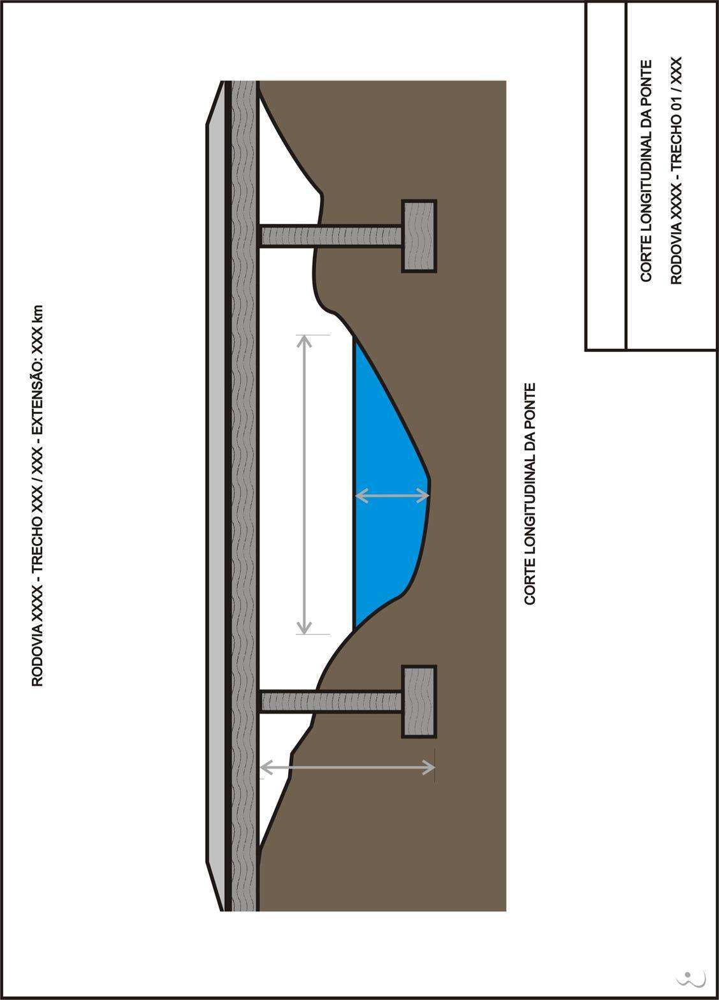 RODOVIA XXXX - TRECHO XXX / XXX - EXTENSÃO: XXX km
CORTE LONGITUDINAL DA PONTE
CORTE LONGITUDINAL DA PONTE
RODOVIA XXXX - TRECHO 01 / XXX